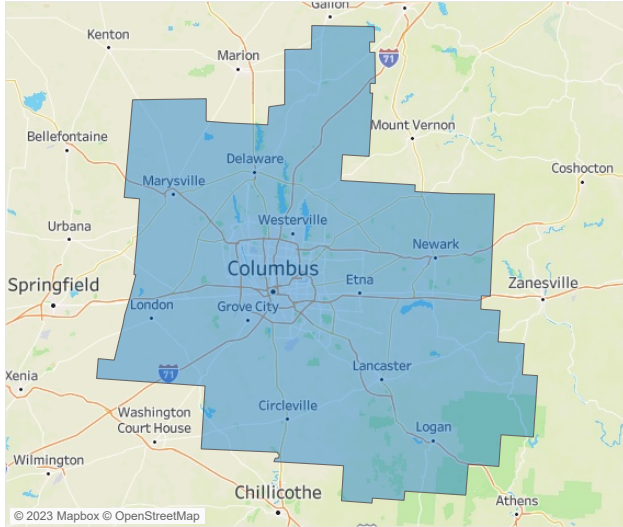 Galion
Kenton
Marion
71
Mount Vernon
Bellefontaine
Delaware
Coshocton
Marysville
Urbana
Westerville
Newark
Columbus
Springfield
Etna
Zanesville
London
Grove City
Lancaster
71
Xenia
Circleville
Washington
Court House
Logan
Wilmington
Chillicothe
Athens
© 2023 Mapbox © OpenStreetMap